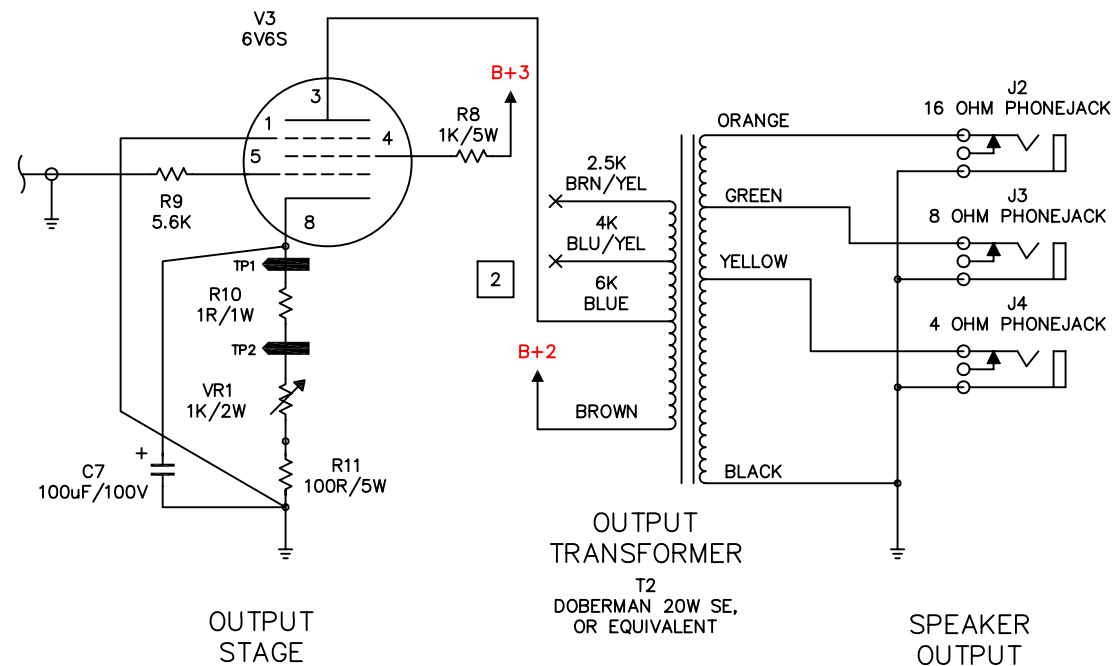 V3
6V6S
3
1
4
5
8
B+3
R8
1K/5W
R9
5.6K
TP1
R10
1R/1W
TP2
VR1
1K/2W
+
C7
100uF/100V
R11
100R/5W
OUTPUT
STAGE
2.5K
BRN/YEL
4K
BLU/YEL
2
6K
BLUE
B+2
BROWN
ORANGE
GREEN
YELLOW
BLACK
OUTPUT
TRANSFORMER
T2
DOBERMAN 20W SE,
OR EQUIVALENT
J2
16 OHM PHONEJACK
J3
8 OHM PHONEJACK
J4
4 OHM PHONEJACK
SPEAKER
OUTPUT